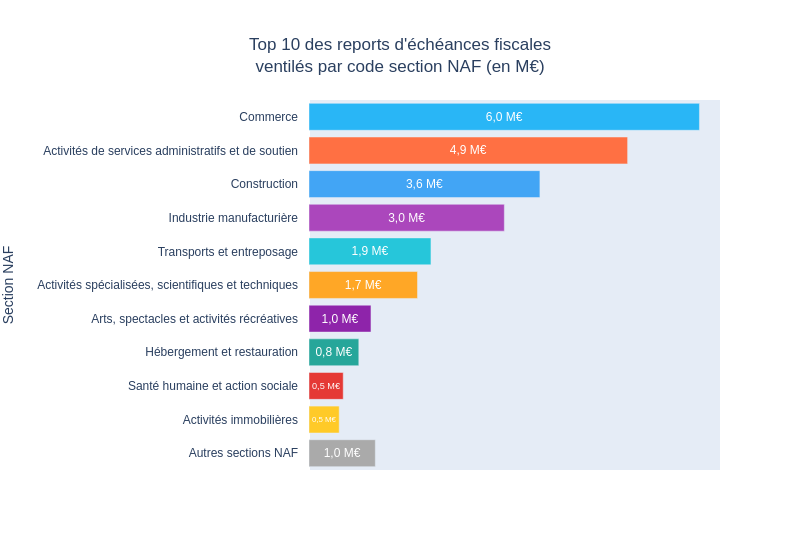 Top 10 des reports d'échéances fiscales
ventilés par code section NAF (en M€)
Section NAF
Commerce 6,0 M€
Activités de services administratifs et de soutien 4,9 M€
Construction 3,6 M€
Industrie manufacturière 3,0 M€
Transports et entreposage 1,9 M€
Activités spécialisées, scientifiques et techniques 1,7 M€
Arts, spectacles et activités récréatives 1,0 M€
Hébergement et restauration 0,8 M€
Santé humaine et action sociale 0,5 M€
Activités immobilières 0,5 M€
Autres sections NAF 1,0 M€